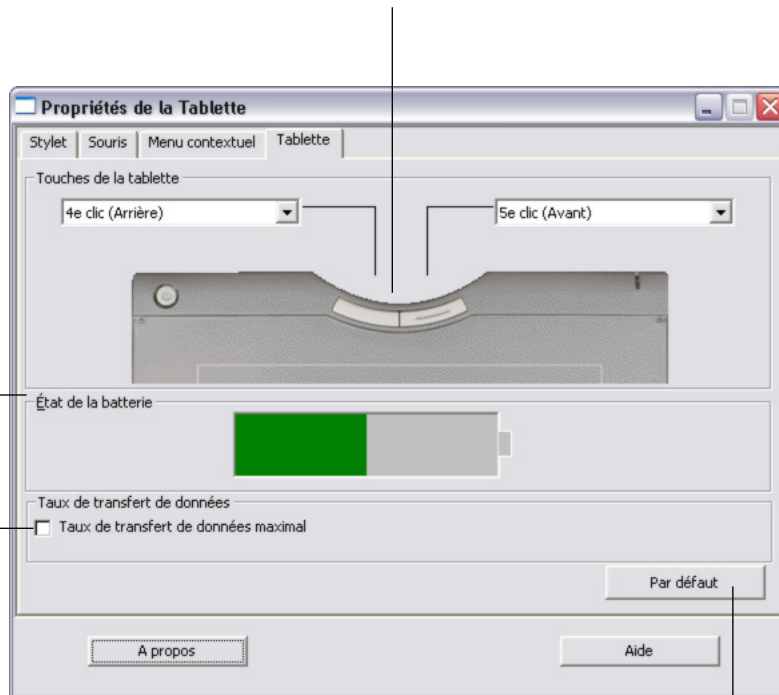 Propriétés de la Tablette
Stylet Souris Menu contextuel Tablette
Touches de la tablette
4e clic (Arrière) 5e clic (Avant)
État de la batterie
Taux de transfert de données
Taux de transfert de données maximal
Par défaut
A propos Aide